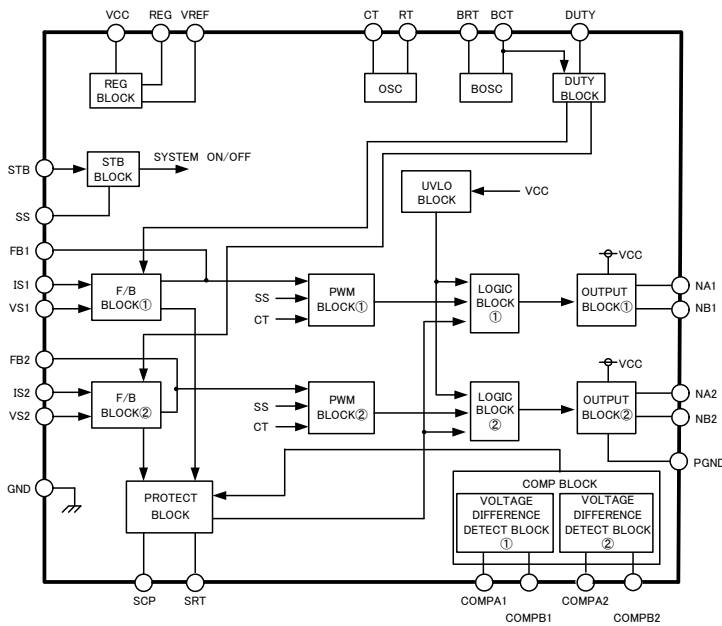 VCC REG VREF CT RT BRT BCT DUTY
REG
BLOCK
OSC
BOSC
DUTY
BLOCK
STB
STB
BLOCK
SYSTEM ON/OFF
SS
UVLO
BLOCK
VCC
FB1
IS1
VS1
F/B
BLOCK①
SS
CT
PWM
BLOCK①
LOGIC
BLOCK
①
VCC
OUTPUT
BLOCK①
NA1
NB1
FB2
IS2
VS2
F/B
BLOCK②
SS
CT
PWM
BLOCK②
LOGIC
BLOCK
②
VCC
OUTPUT
BLOCK②
NA2
NB2
PGND
GND
PROTECT
BLOCK
COMP BLOCK
VOLTAGE
DIFFERENCE
DETECT BLOCK
①
VOLTAGE
DIFFERENCE
DETECT BLOCK
②
SCP SRT COMPA1 COMPA2
COMPB1 COMPB2